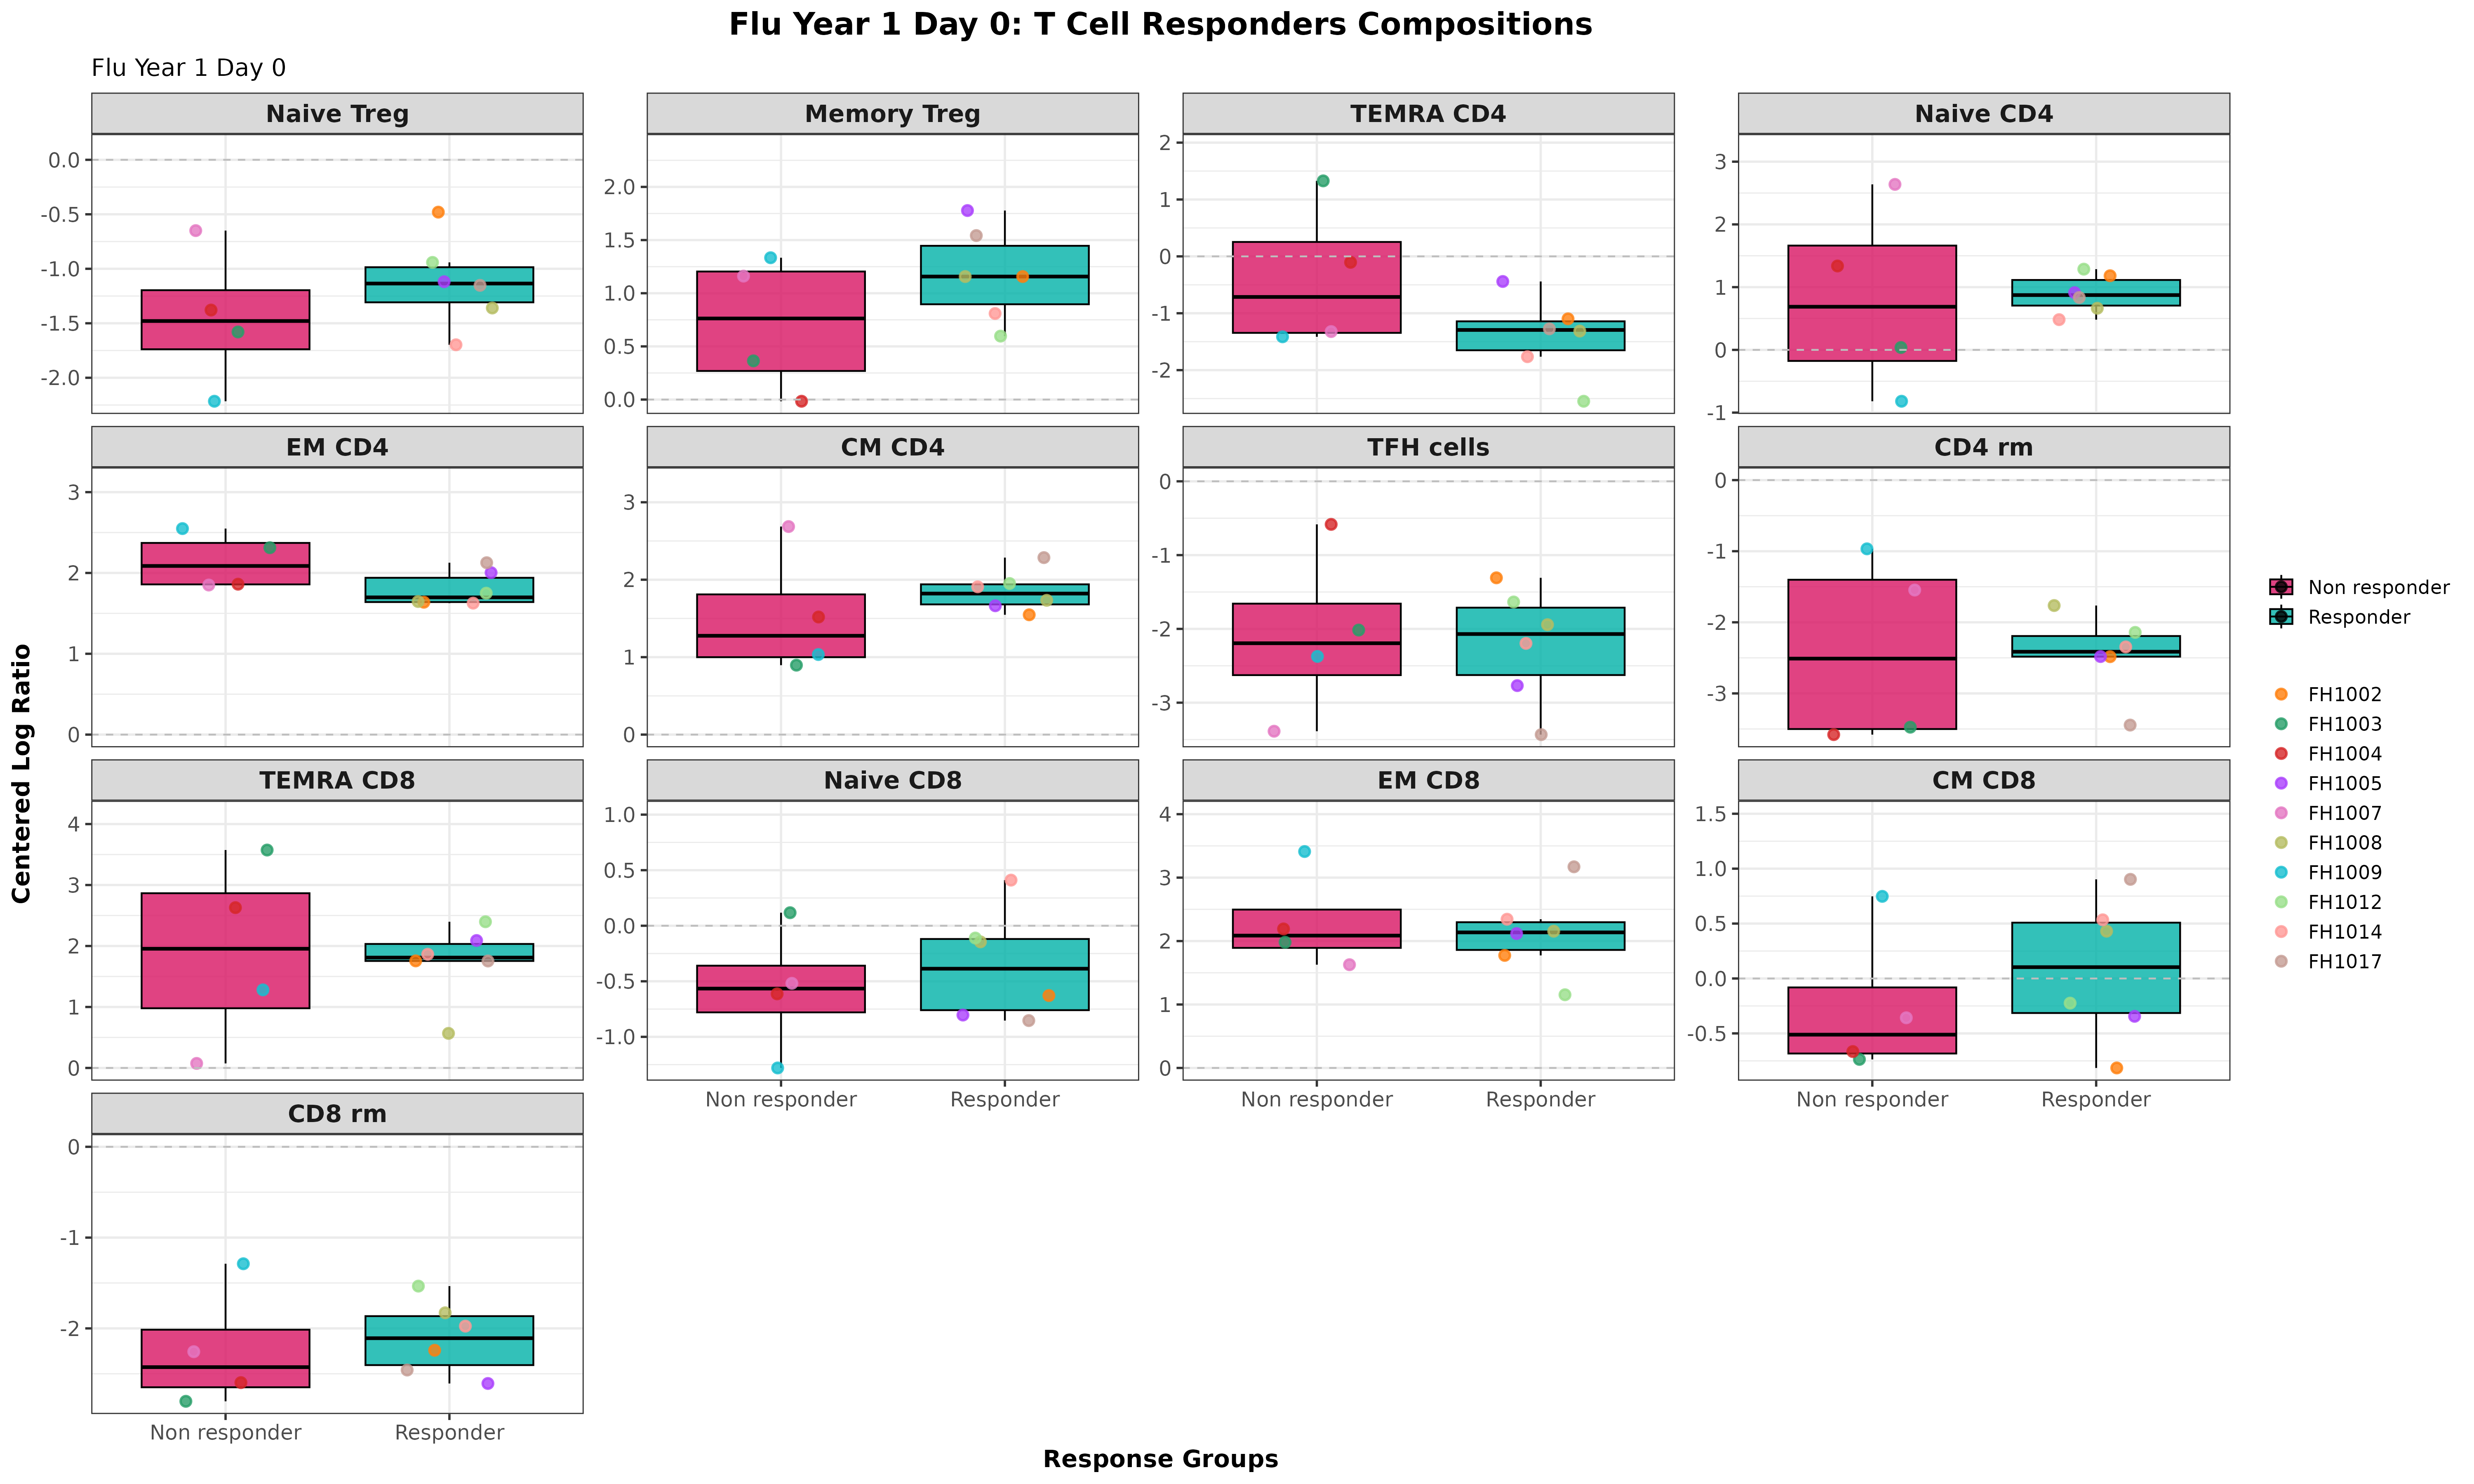 Flu Year 1 Day 0: T Cell Responders Compositions
Flu Year 1 Day 0
Centered Log Ratio
Naive Treg
0.0
-0.5
-1.0
-1.5
-2.0
Memory Treg
2.0
1.5
1.0
0.5
0.0
TEMRA CD4
2
1
0
-1
-2
Naive CD4
3
2
1
0
-1
EM CD4
3
2
1
0
CM CD4
3
2
1
0
TFH cells
0
-1
-2
-3
CD4 rm
0
-1
-2
-3
TEMRA CD8
4
3
2
1
0
Naive CD8
1.0
0.5
0.0
-0.5
-1.0
Non responder
Responder
EM CD8
4
3
2
1
0
Non responder
Responder
CM CD8
1.5
1.0
0.5
0.0
-0.5
Non responder
Responder
CD8 rm
0
-1
-2
Non responder
Responder
Response Groups
Non responder
Responder
FH1002
FH1003
FH1004
FH1005
FH1007
FH1008
FH1009
FH1012
FH1014
FH1017